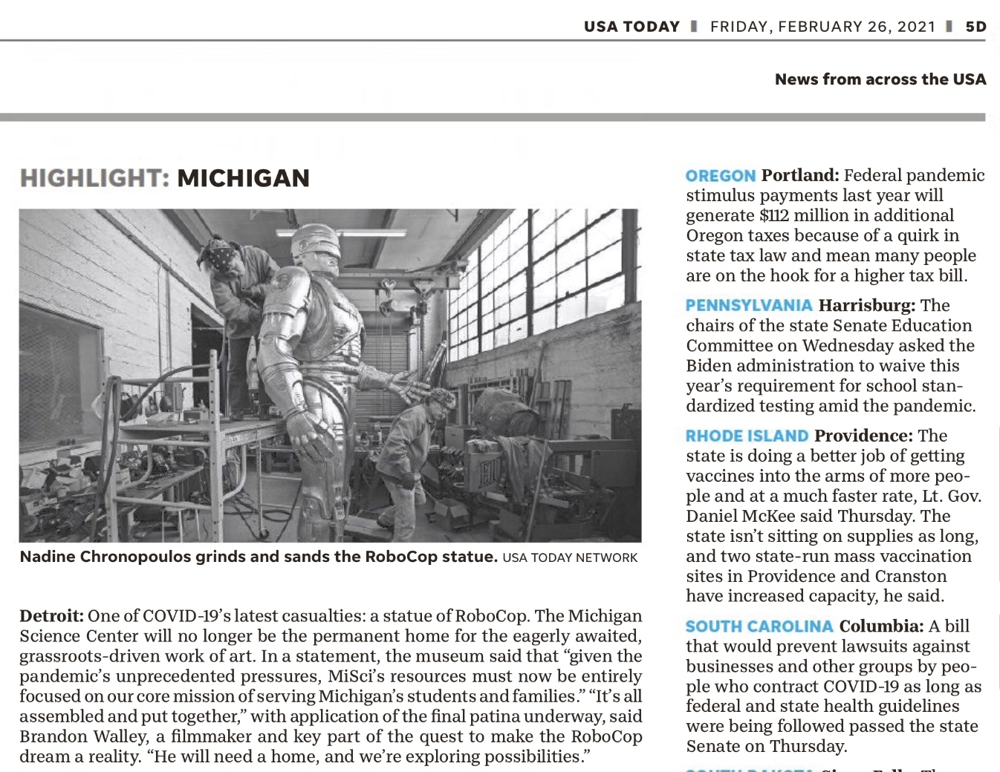 USA TODAY ❚ FRIDAY, FEBRUARY 26, 2021 ❚ 5D
News from across the USA
HIGHLIGHT: MICHIGAN
Nadine Chronopoulos grinds and sands the RoboCop statue. USA TODAY NETWORK
Detroit: One of COVID-19’s latest casualties: a statue of RoboCop. The Michigan
Science Center will no longer be the permanent home for the eagerly awaited,
grassroots-driven work of art. In a statement, the museum said that “given the
pandemic’s unprecedented pressures, MiSci’s resources must now be entirely
focused on our core mission of serving Michigan’s students and families.” “It’s all
assembled and put together,” with application of the final patina underway, said
Brandon Walley, a filmmaker and key part of the quest to make the RoboCop
dream a reality. “He will need a home, and we’re exploring possibilities.”
OREGON Portland: Federal pandemic
stimulus payments last year will
generate $112 million in additional
Oregon taxes because of a quirk in
state tax law and mean many people
are on the hook for a higher tax bill.
PENNSYLVANIA Harrisburg: The
chairs of the state Senate Education
Committee on Wednesday asked the
Biden administration to waive this
year’s requirement for school stan-
dardized testing amid the pandemic.
RHODE ISLAND Providence: The
state is doing a better job of getting
vaccines into the arms of more peo-
ple and at a much faster rate, Lt. Gov.
Daniel McKee said Thursday. The
state isn’t sitting on supplies as long,
and two state-run mass vaccination
sites in Providence and Cranston
have increased capacity, he said.
SOUTH CAROLINA Columbia: A bill
that would prevent lawsuits against
businesses and other groups by peo-
ple who contract COVID-19 as long as
federal and state health guidelines
were being followed passed the state
Senate on Thursday.